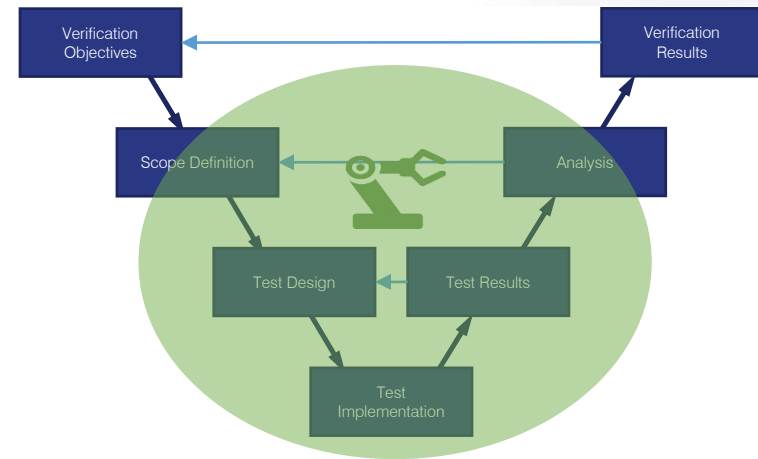 Verification
Objectives
Verification
Results
Scope Definition
Analysis
Test Design
Test Results
Test
Implementation